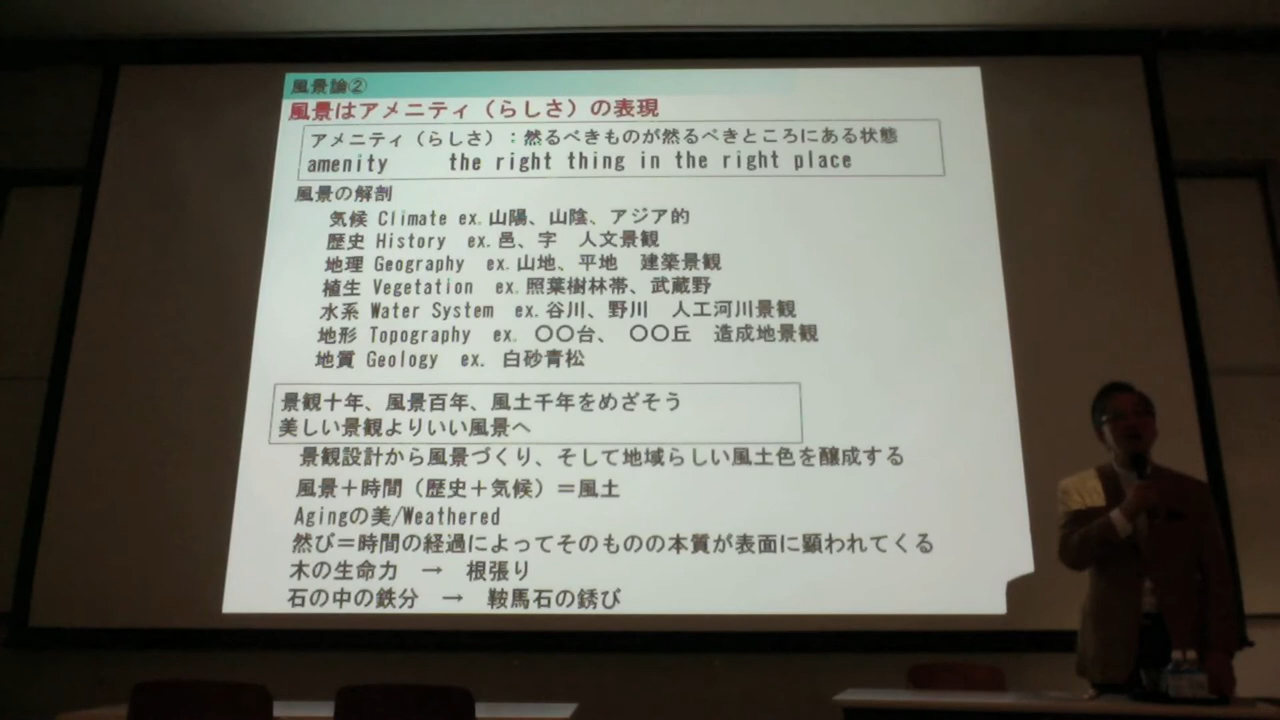 風景論②
風景はアメニティ（らしさ）の表現
アメニティ（らしさ）：然るべきものが然るべきところにある状態
amenity the right thing in the right place
風景の解剖
気候 Climate ex. 山陽、山陰、アジア的
歴史 History ex. 邑、字 人文景観
地理 Geography ex. 山地、平地 建築景観
植生 Vegetation ex. 照葉樹林帯、武蔵野
水系 Water System ex. 谷川、野川 人工河川景観
地形 Topography ex. 〇〇台、 〇〇丘 造成地景観
地質 Geology ex. 白砂青松
景観十年、風景百年、風土千年をめざそう
美しい景観よりいい風景へ
景観設計から風景づくり、そして地域らしい風土色を醸成する
風景＋時間（歴史＋気候）＝風土
Agingの美/Weathered
然び＝時間の経過によってそのものの本質が表面に顕われてくる
木の生命力 → 根張り
石の中の鉄分 → 鞍馬石の銹び